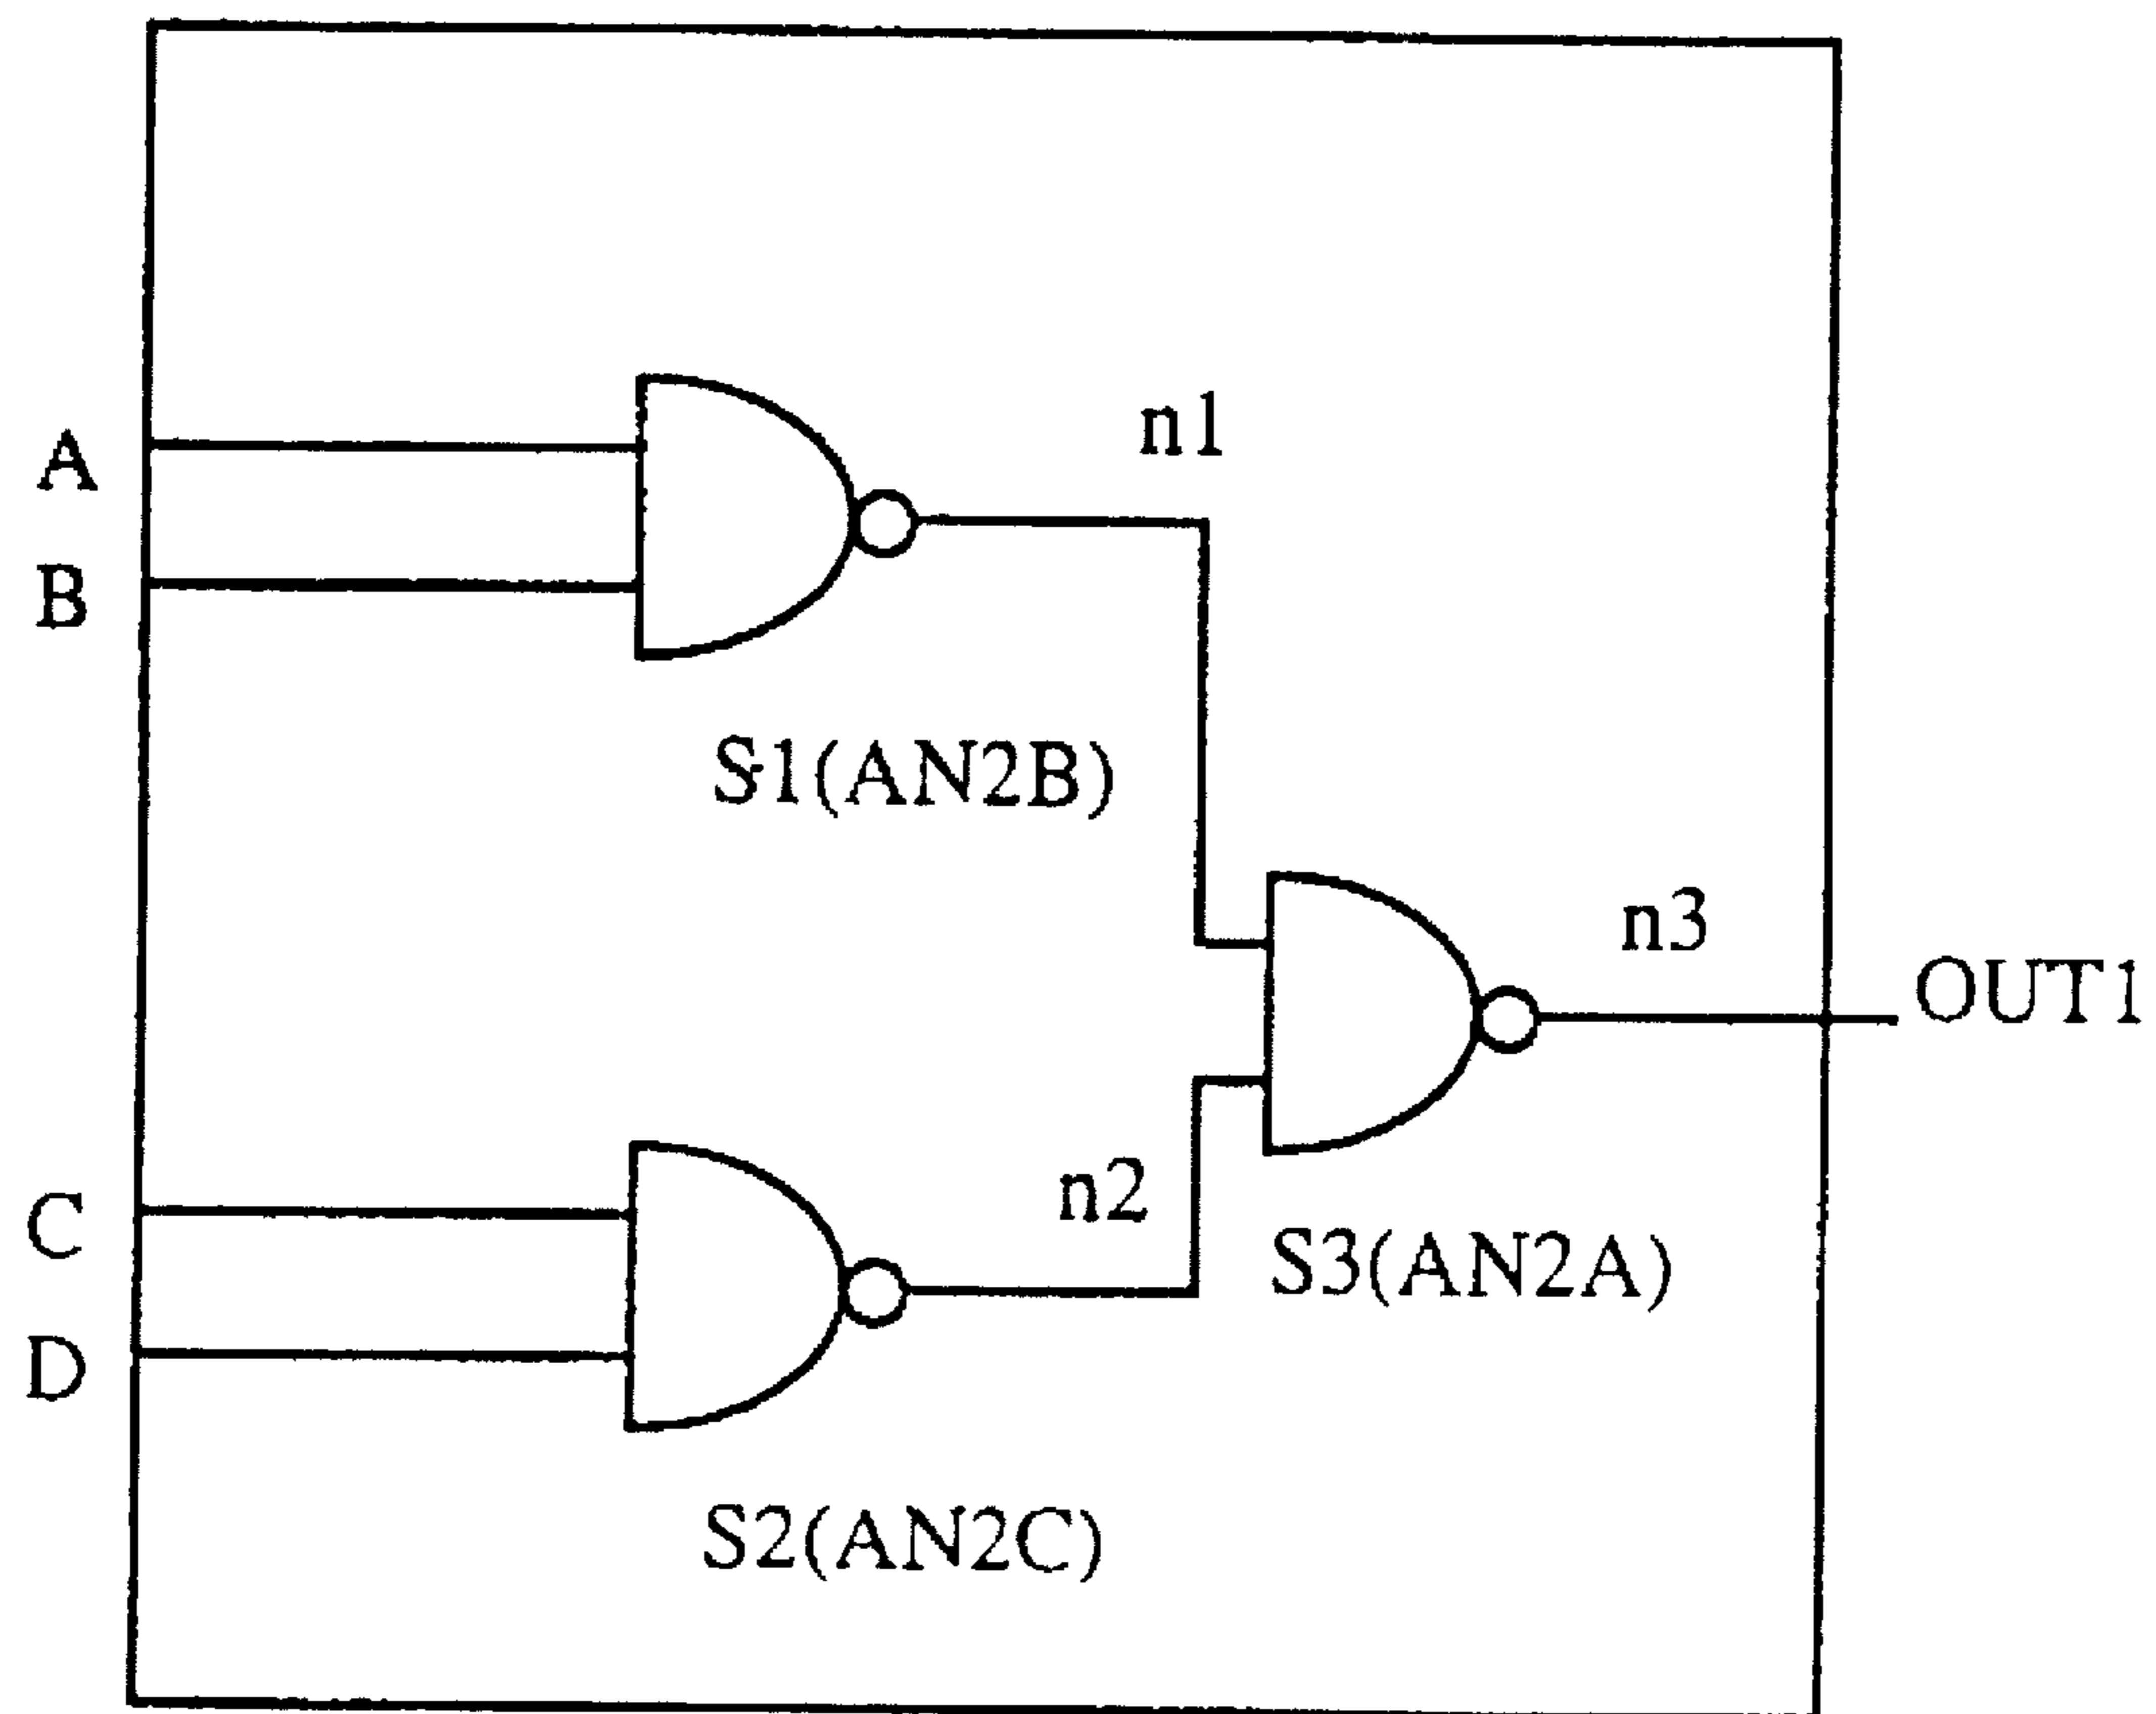 n1
A
B
S1(AN2B)
n3
OUT1
n2
C
S3(AN2A)
D
S2(AN2C)